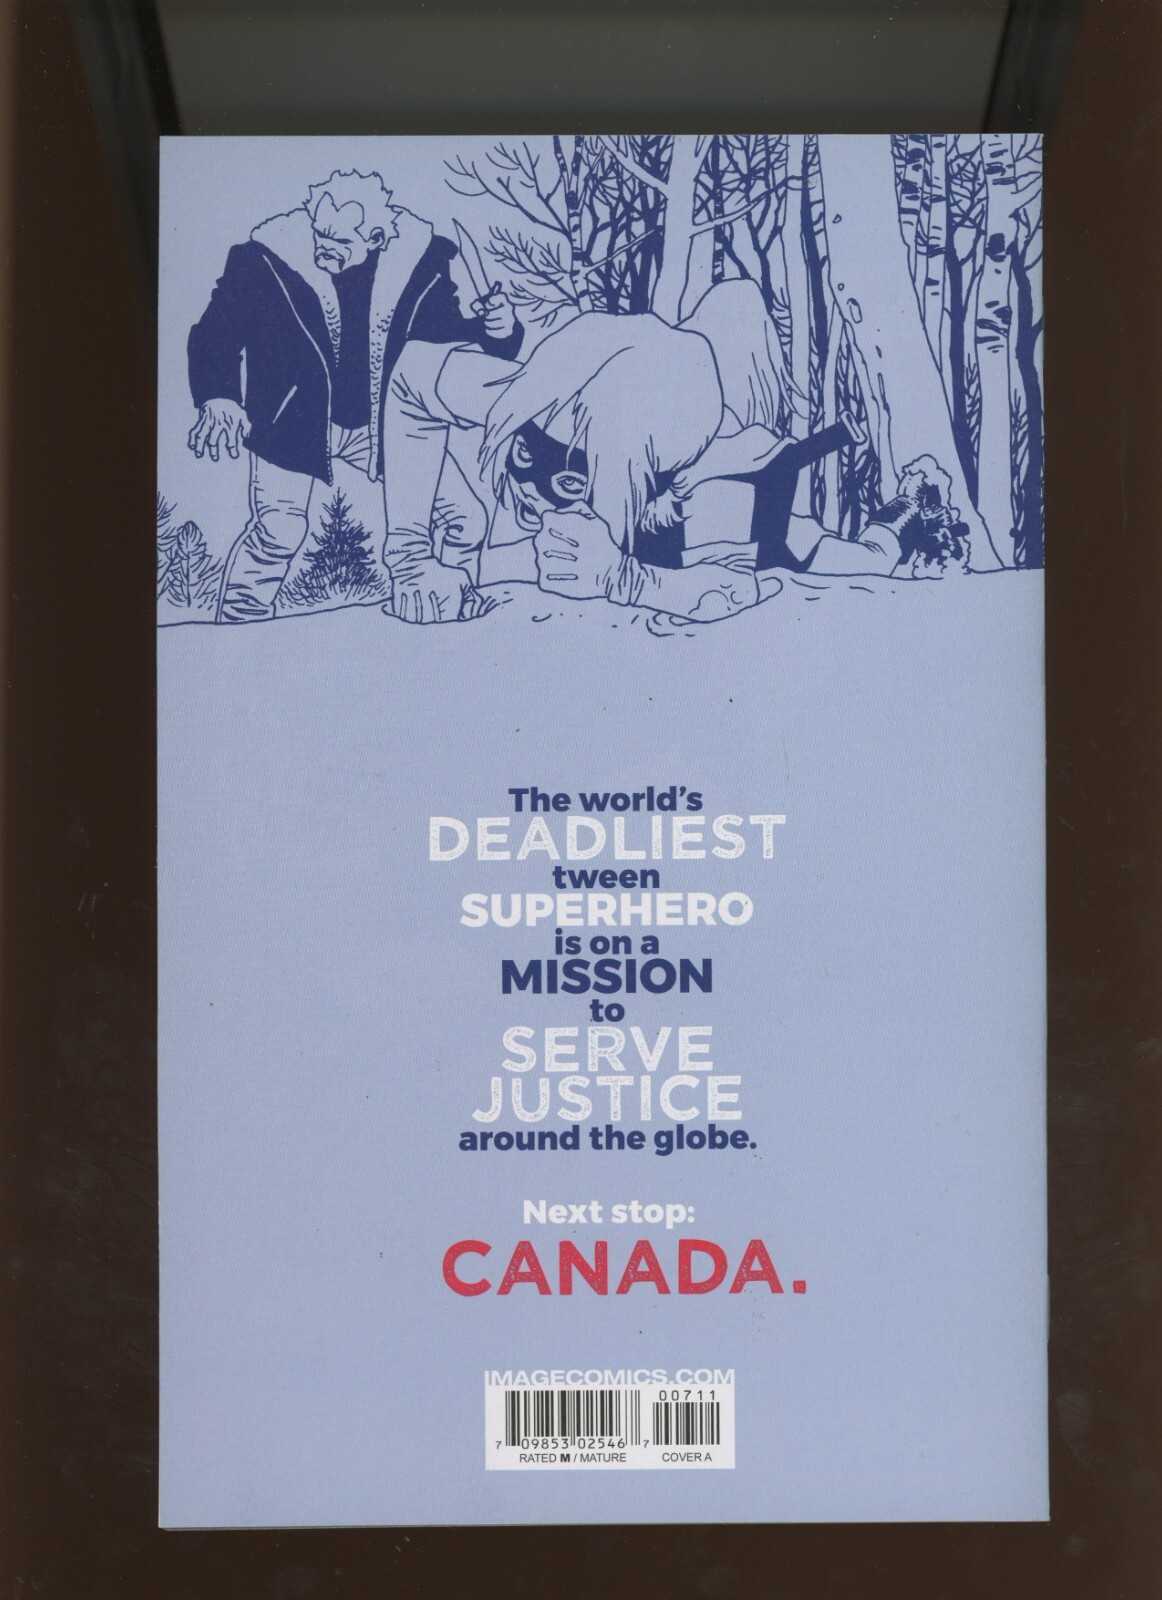 The world's
DEADLIEST
tween
SUPERHERO
is on a
MISSION
to
SERVE
JUSTICE
around the globe.
Next stop:
CANADA.
IMAGECOMICS.COM
00711
7 09853 02546 7
RATED M / MATURE COVER A